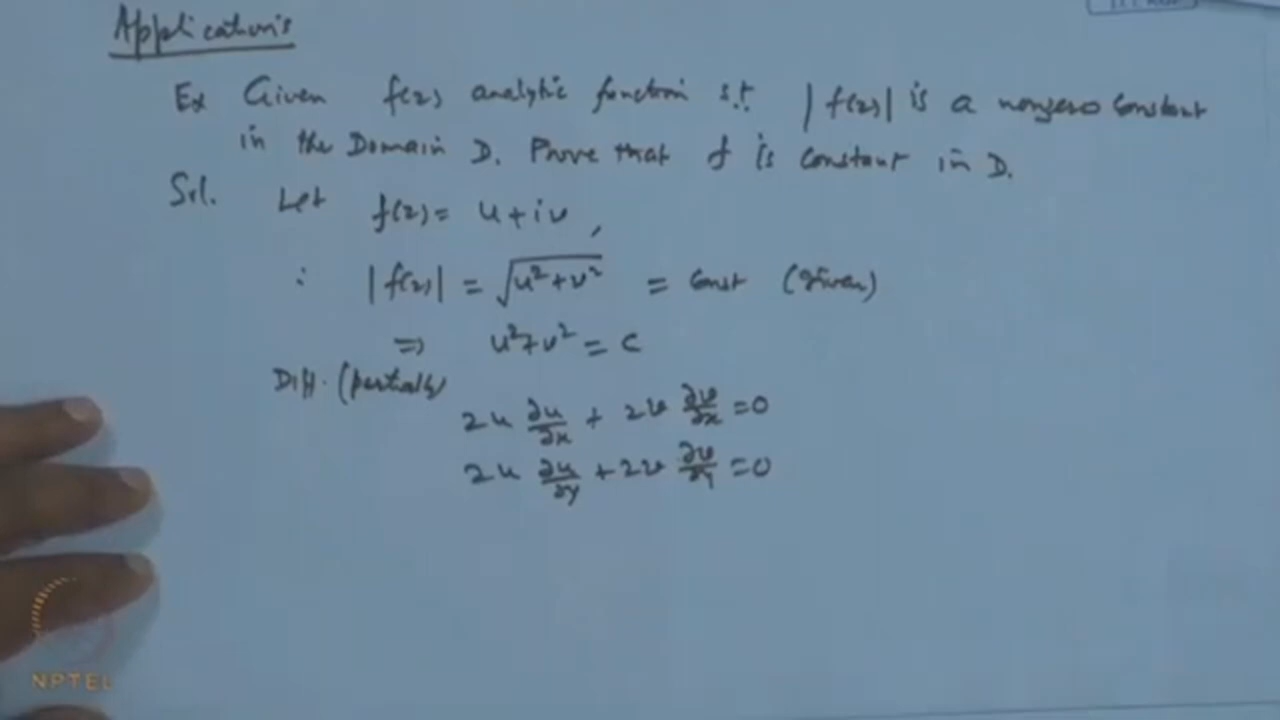 Applications
Ex Given f(z) analytic function s.t. |f(z)| is a nonzero constant
in the Domain D. Prove that f is constant in D.
Sol. Let f(z) = u + iv,
∴ |f(z)| = √(u² + v²) = const (given)
⇒ u² + v² = c
Diff. (partially)
2u ∂u/∂x + 2v ∂v/∂x = 0
2u ∂u/∂y + 2v ∂v/∂y = 0
NPTEL